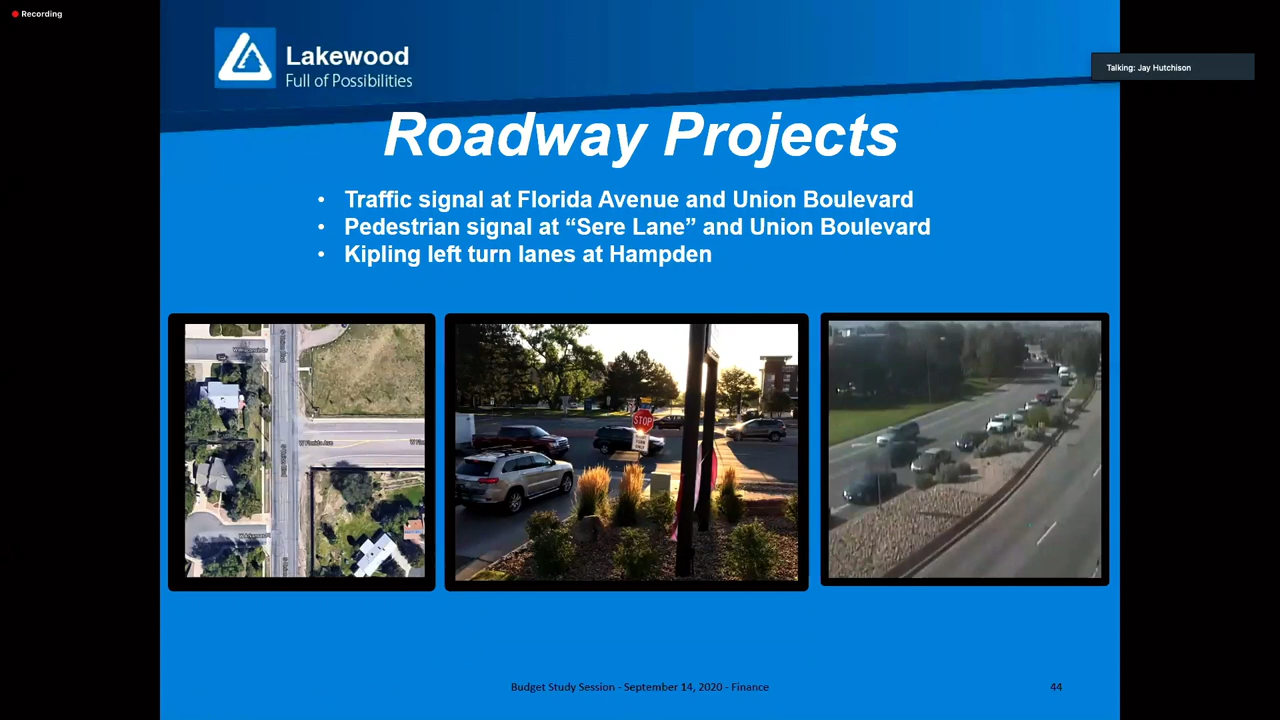 Recording
Lakewood
Full of Possibilities
Talking: Jay Hutchison
Roadway Projects
• Traffic signal at Florida Avenue and Union Boulevard
• Pedestrian signal at “Sere Lane” and Union Boulevard
• Kipling left turn lanes at Hampden
W Florida Ave
STOP
Budget Study Session - September 14, 2020 - Finance
44